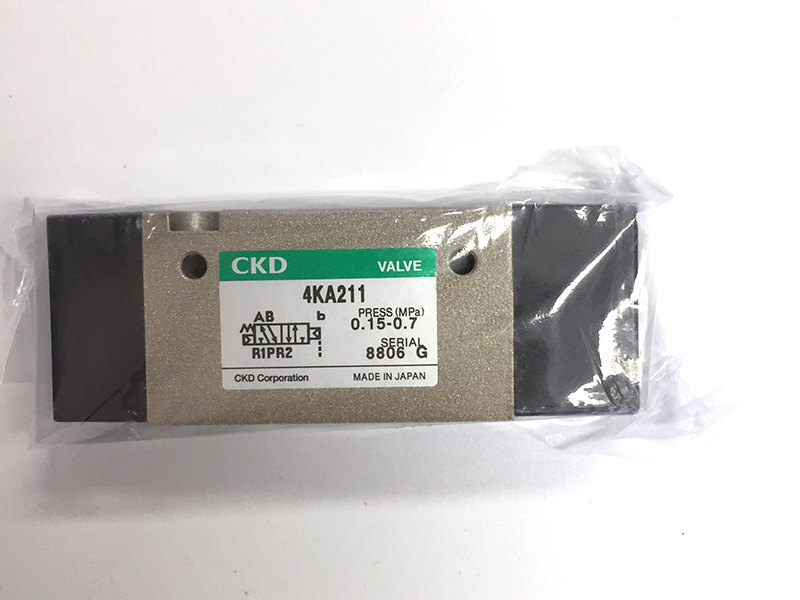 CKD VALVE
4KA211
PRESS(MPa)
AB b
0.15-0.7
SERIAL
R1PR2
8806 G
CKD Corporation MADE IN JAPAN